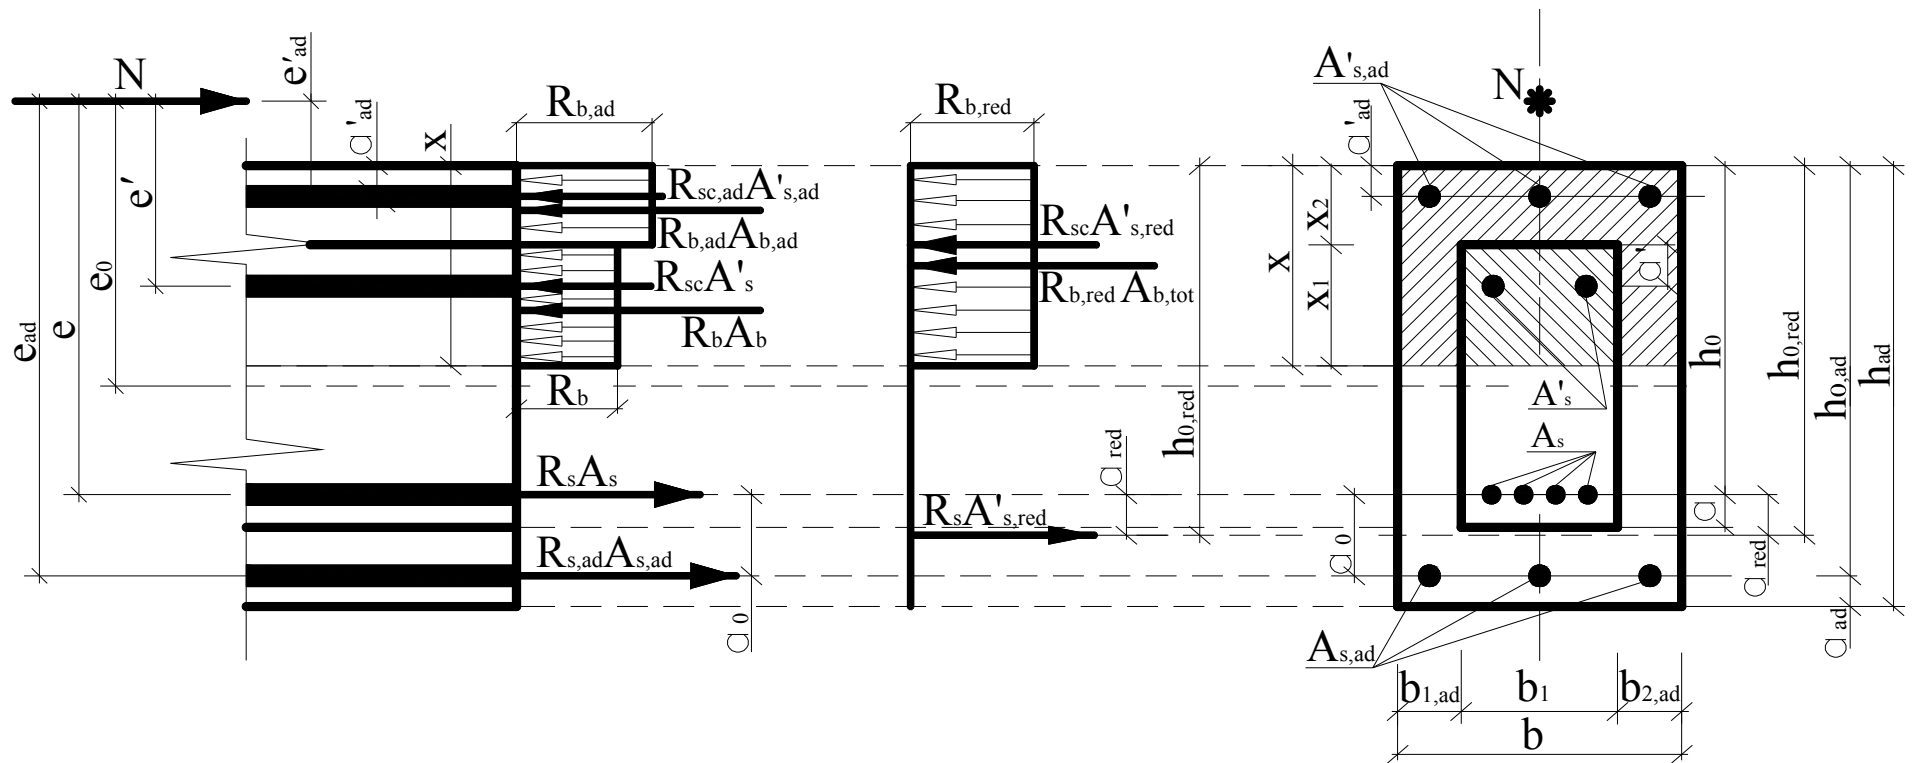 N
e'ad
a'ad
x
e'
e0
e
ead
Rb,ad
Rsc,adA's,ad
Rb,adAb,ad
RscA's
RbAb
Rb
RsAs
Rs,adAs,ad
a0
Rb,red
RscA's,red
Rb,redAb,tot
RsA's,red
ared
h0,red
x
x2
x1
A's,ad
N
a'ad
a'
A's
As
a0
As,ad
h0
a
ared
h0,red
h0,ad
had
aad
b1,ad
b1
b2,ad
b